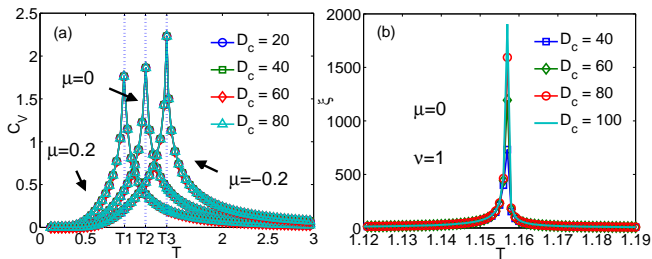 (a)
D_c = 20
D_c = 40
D_c = 60
D_c = 80
μ=0
μ=0.2
μ=−0.2
C_V
2.5
2
1.5
1
0.5
0
0 0.5 T1 T2 T3 2 2.5 3
T
(b)
D_c = 40
D_c = 60
D_c = 80
D_c = 100
μ=0
ν=1
ξ
2000
1500
1000
500
0
1.12 1.13 1.14 1.15 1.16 1.17 1.18 1.19
T